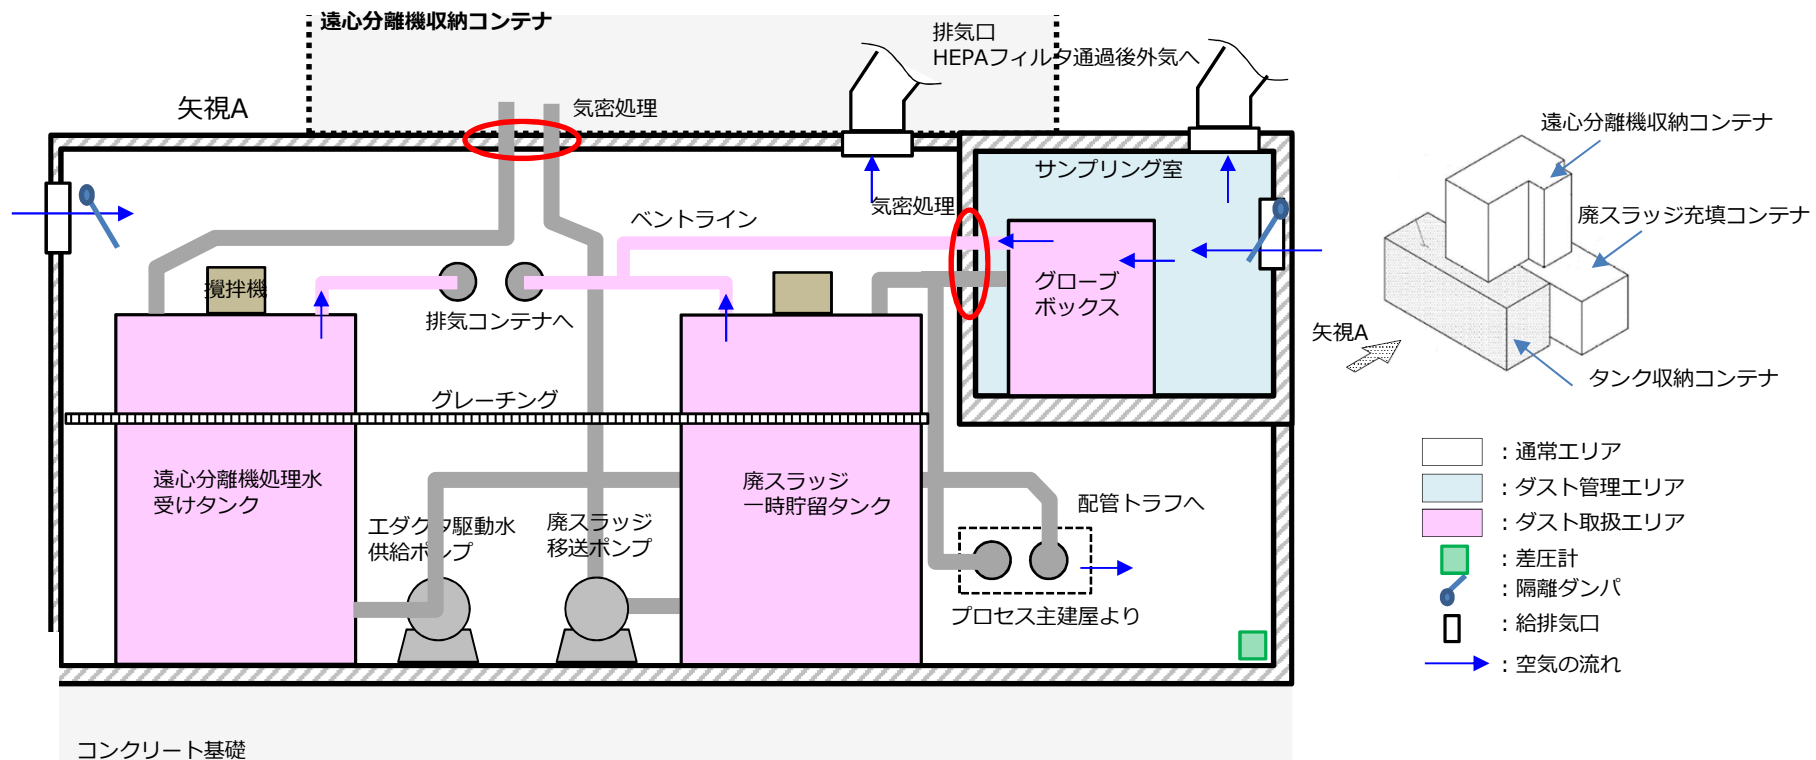 遠心分離機収納コンテナ
排気口
HEPAフィルタ通過後外気へ
矢視A
気密処理
サンプリング室
気密処理
ベントライン
グローブ
ボックス
攪拌機
排気コンテナへ
グレーチング
遠心分離機処理水
受けタンク
廃スラッジ
一時貯留タンク
エダクタ駆動水
供給ポンプ
廃スラッジ
移送ポンプ
配管トラフへ
プロセス主建屋より
コンクリート基礎
遠心分離機収納コンテナ
廃スラッジ充填コンテナ
矢視A
タンク収納コンテナ
：通常エリア
：ダスト管理エリア
：ダスト取扱エリア
：差圧計
：隔離ダンパ
：給排気口
：空気の流れ